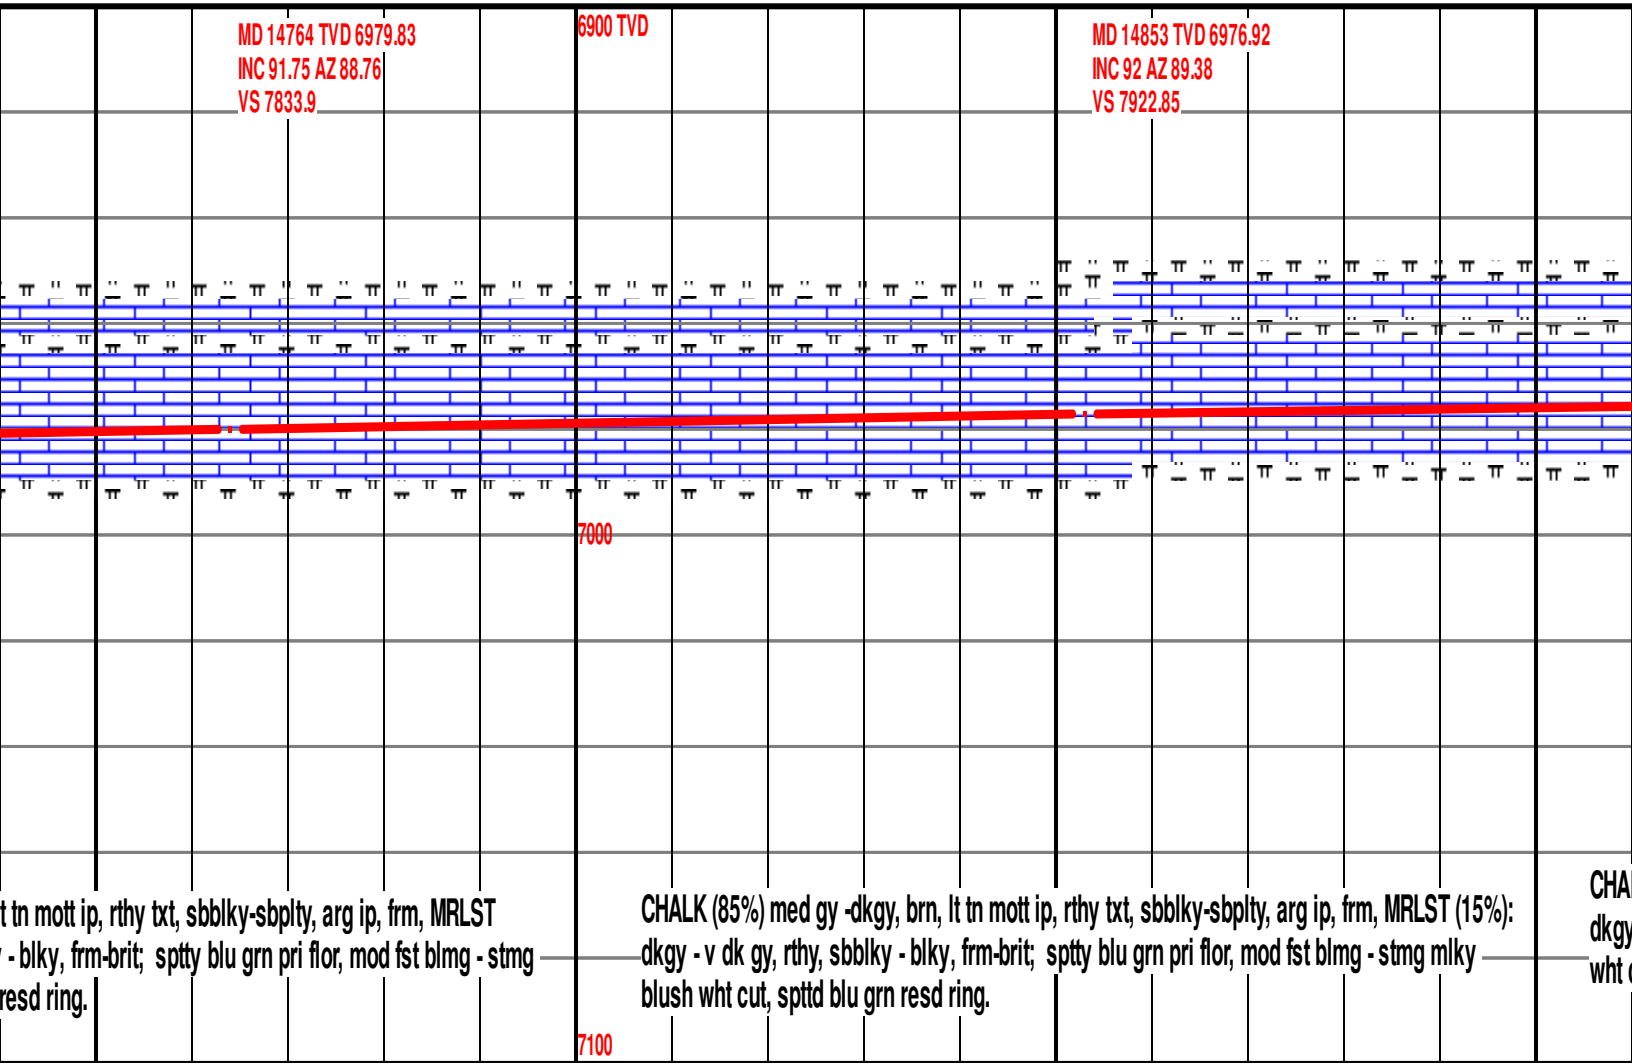 MD 14764 TVD 6979.83
INC 91.75 AZ 88.76
VS 7833.9
6900 TVD
MD 14853 TVD 6976.92
INC 92 AZ 89.38
VS 7922.85
7000
t tn mott ip, rthy txt, sbblky-sbplty, arg ip, frm, MRLST
- blky, frm-brit;  sptty blu grn pri flor, mod fst blmg - stmg
resd ring.
CHALK (85%) med gy -dkgy, brn, lt tn mott ip, rthy txt, sbblky-sbplty, arg ip, frm, MRLST (15%):
dkgy - v dk gy, rthy, sbblky - blky, frm-brit;  sptty blu grn pri flor, mod fst blmg - stmg mlky
blush wht cut, spttd blu grn resd ring.
CHA
dkgy
wht
7100